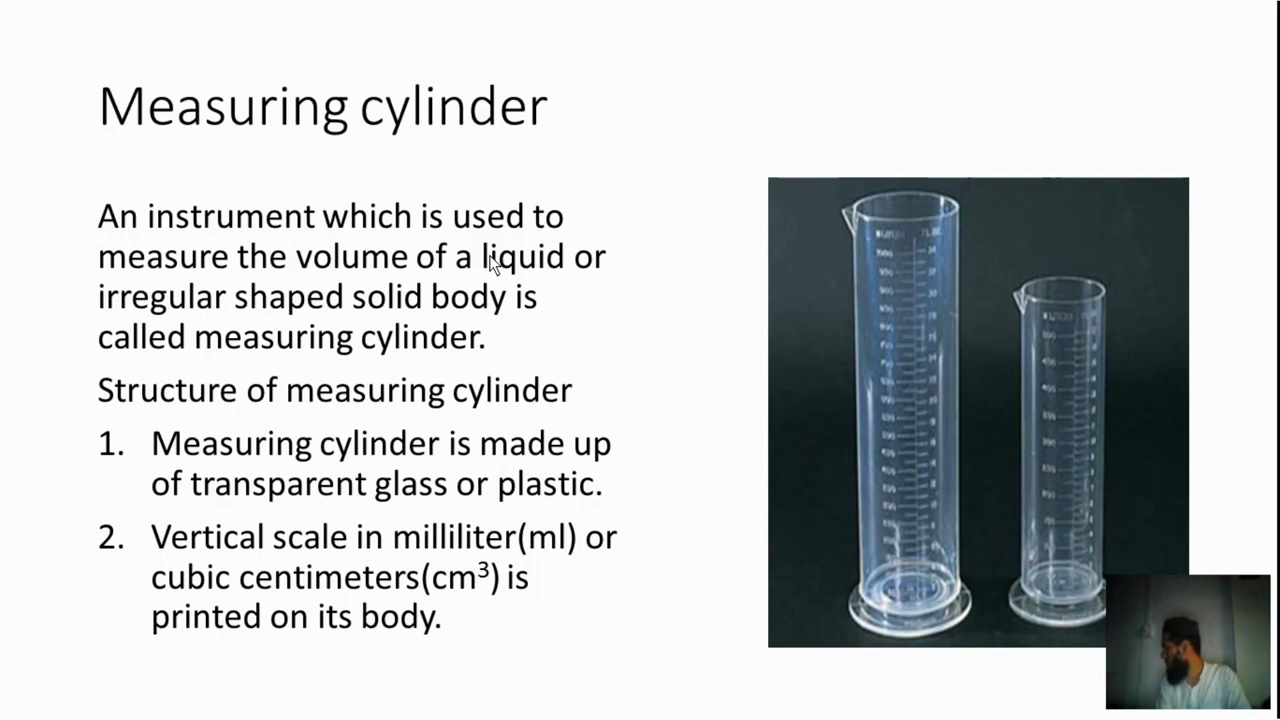 Measuring cylinder
An instrument which is used to
measure the volume of a liquid or
irregular shaped solid body is
called measuring cylinder.
Structure of measuring cylinder
1. Measuring cylinder is made up
of transparent glass or plastic.
2. Vertical scale in milliliter(ml) or
cubic centimeters(cm³) is
printed on its body.